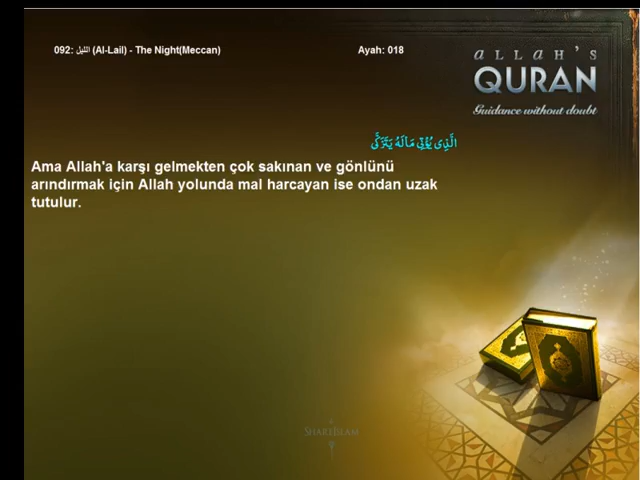 092: الليل (Al-Lail) - The Night(Meccan) Ayah: 018
ALLAH'S
QURAN
Guidance without doubt
الَّذِى يُؤْتِى مَالَهُ يَتَزَكَّى
Ama Allah'a karşı gelmekten çok sakınan ve gönlünü
arındırmak için Allah yolunda mal harcayan ise ondan uzak
tutulur.
SHAREISLAM